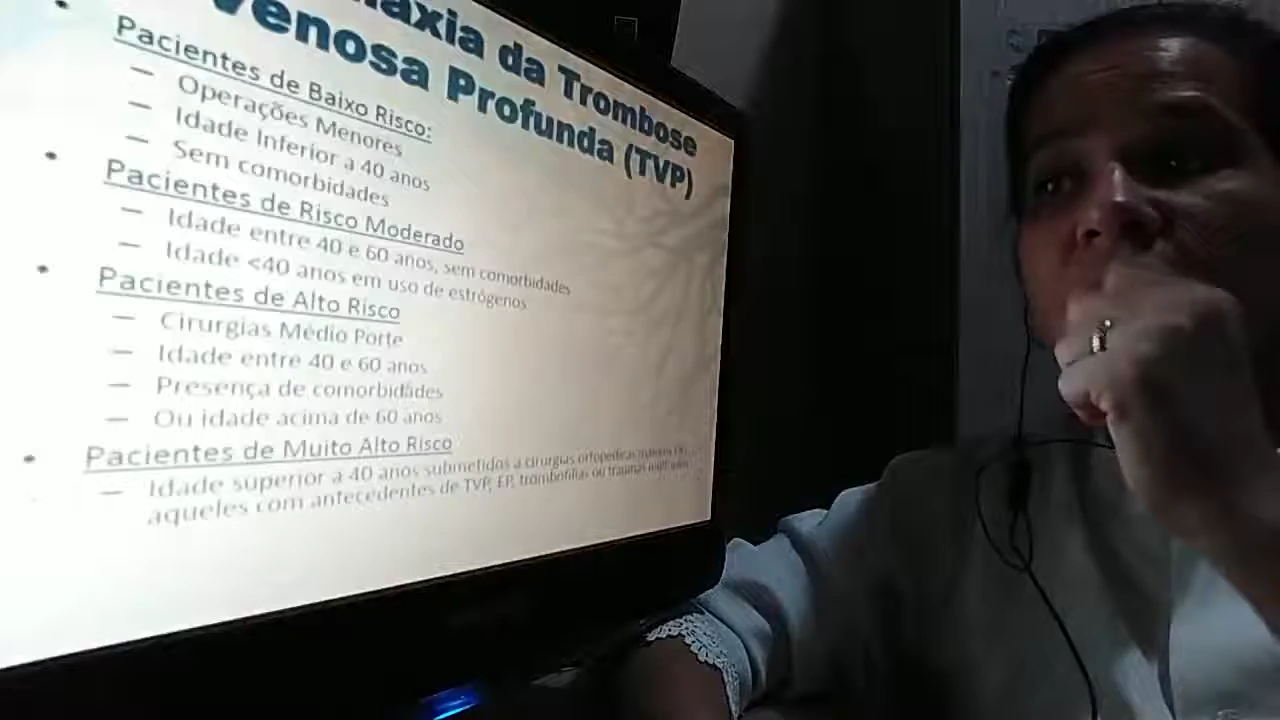 laxia da Trombose
Venosa Profunda (TVP)
Pacientes de Baixo Risco:
Operações Menores
Idade Inferior a 40 anos
Sem comorbidades
Pacientes de Risco Moderado
Idade entre 40 e 60 anos, sem comorbidades
Idade <40 anos em uso de estrógenos
Pacientes de Alto Risco
Cirurgias Médio Porte
Idade entre 40 e 60 anos
Presença de comorbidades
Ou idade acima de 60 anos
Pacientes de Muito Alto Risco
Idade superior a 40 anos submetidos a cirurgias ortopedicas
aqueles com antecedentes de TVP, EP, trombofilias ou traumas